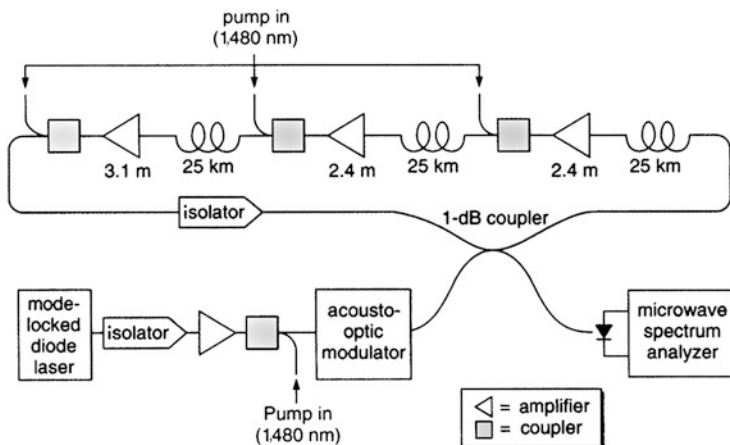 pump in
(1,480 nm)
3.1 m
25 km
2.4 m
25 km
2.4 m
25 km
isolator
1-dB coupler
mode-
locked
diode
laser
isolator
acousto-
optic
modulator
microwave
spectrum
analyzer
Pump in
(1,480 nm)
= amplifier
= coupler